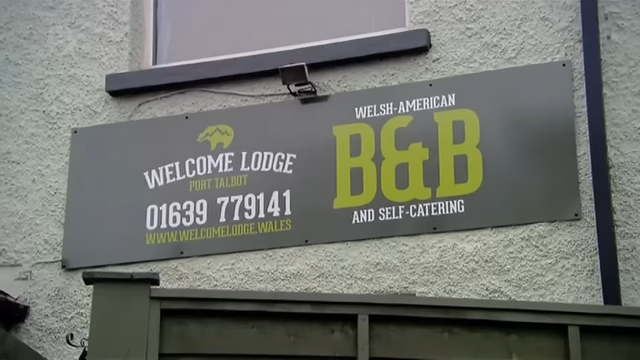 WELCOME LODGE
PORT TALBOT
01639 779141
WWW.WELCOMELODGE.WALES
WELSH-AMERICAN
B&B
AND SELF-CATERING